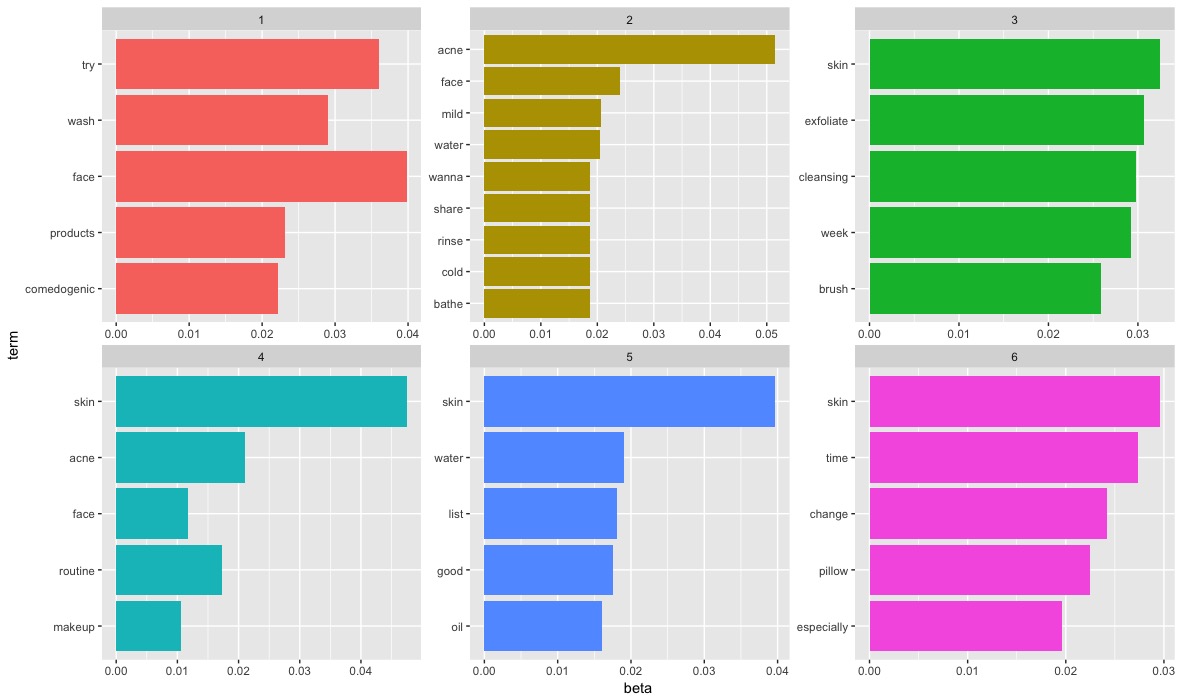 1
try
wash
face
products
comedogenic
0.00 0.01 0.02 0.03 0.04
2
acne
face
mild
water
wanna
share
rinse
cold
bathe
0.00 0.01 0.02 0.03 0.04 0.05
3
skin
exfoliate
cleansing
week
brush
0.00 0.01 0.02 0.03
term
4
skin
acne
face
routine
makeup
0.00 0.01 0.02 0.03 0.04
5
skin
water
list
good
oil
0.00 0.01 0.02 0.03 0.04
6
skin
time
change
pillow
especially
0.00 0.01 0.02 0.03
beta